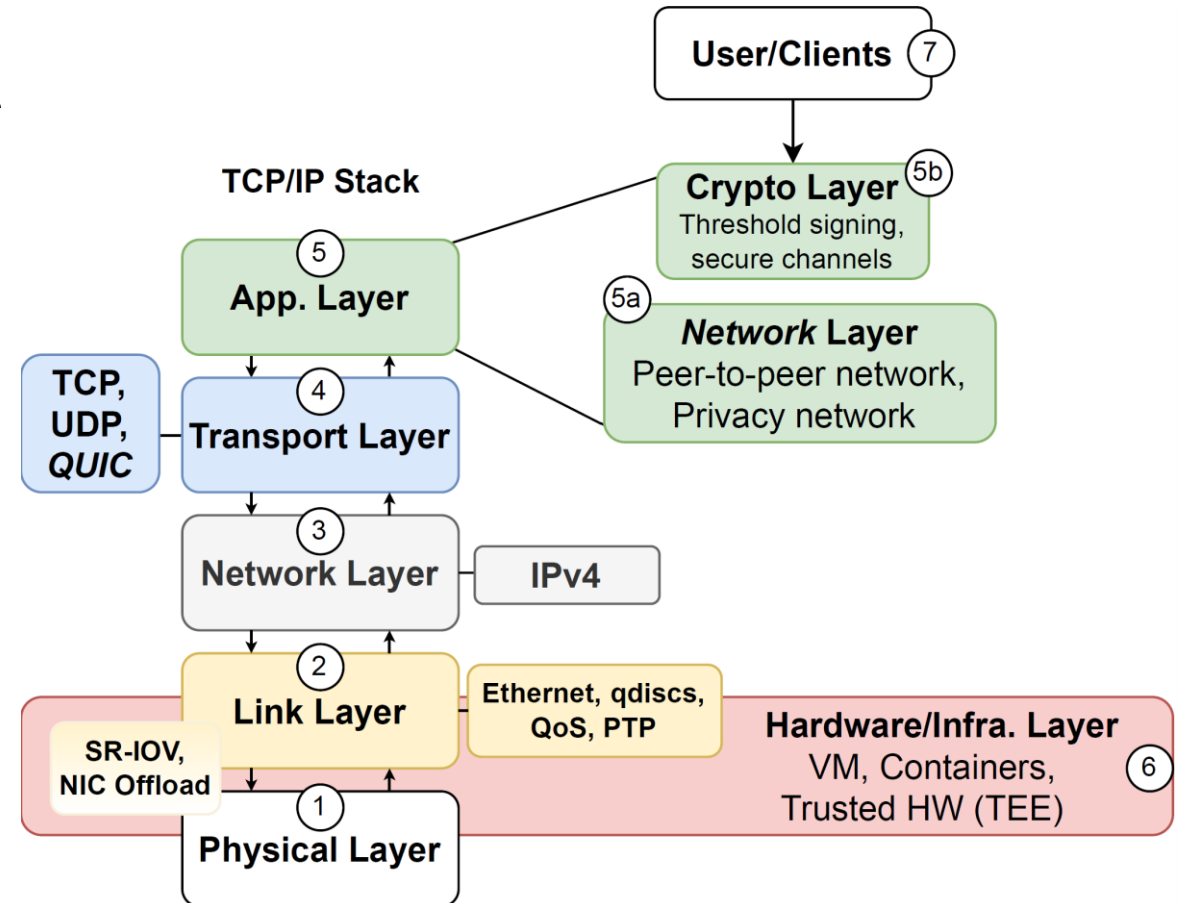 User/Clients
7
TCP/IP Stack
5b
Crypto Layer
Threshold signing,
secure channels
5
App. Layer
5a
Network Layer
Peer-to-peer network,
Privacy network
TCP,
UDP,
QUIC
4
Transport Layer
3
Network Layer
IPv4
2
Link Layer
Ethernet, qdiscs,
QoS, PTP
Hardware/Infra. Layer
VM, Containers,
Trusted HW (TEE)
6
SR-IOV,
NIC Offload
1
Physical Layer